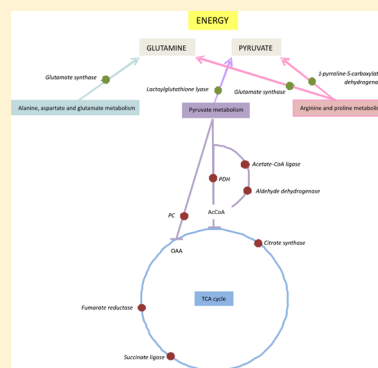 ENERGY
GLUTAMINE
PYRUVATE
Glutamate synthase
1-pyrroline-5-carboxylat
dehydrogena
Lactoylglutathione lyase
Glutamate synthase
Alanine, aspartate and glutamate metabolism
Pyruvate metabolism
Arginine and proline metaboli
Acetate-CoA ligase
PDH
Aldehyde dehydrogenase
PC
AcCoA
Citrate synthase
OAA
TCA cycle
Fumarate reductase
Succinate ligase